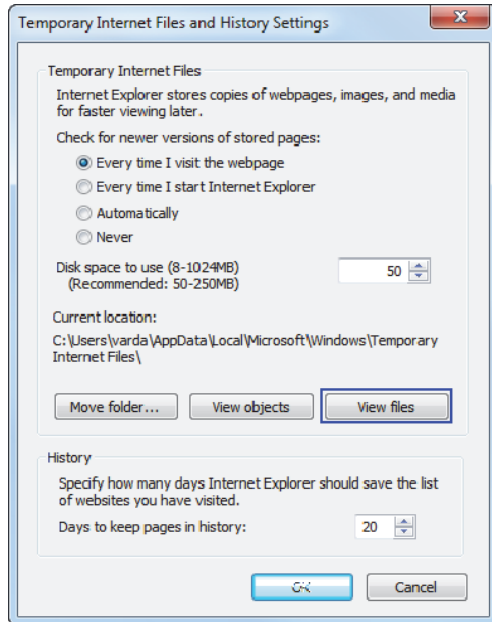 Temporary Internet Files and History Settings
Temporary Internet Files
Internet Explorer stores copies of webpages, images, and media
for faster viewing later.
Check for newer versions of stored pages:
Every time I visit the webpage
Every time I start Internet Explorer
Automatically
Never
Disk space to use (8-1024MB)
50
(Recommended: 50-250MB)
Current location:
C:\Users\varda\AppData\Local\Microsoft\Windows\Temporary
Internet Files\
Move folder... View objects View files
History
Specify how many days Internet Explorer should save the list
of websites you have visited.
Days to keep pages in history: 20
OK Cancel